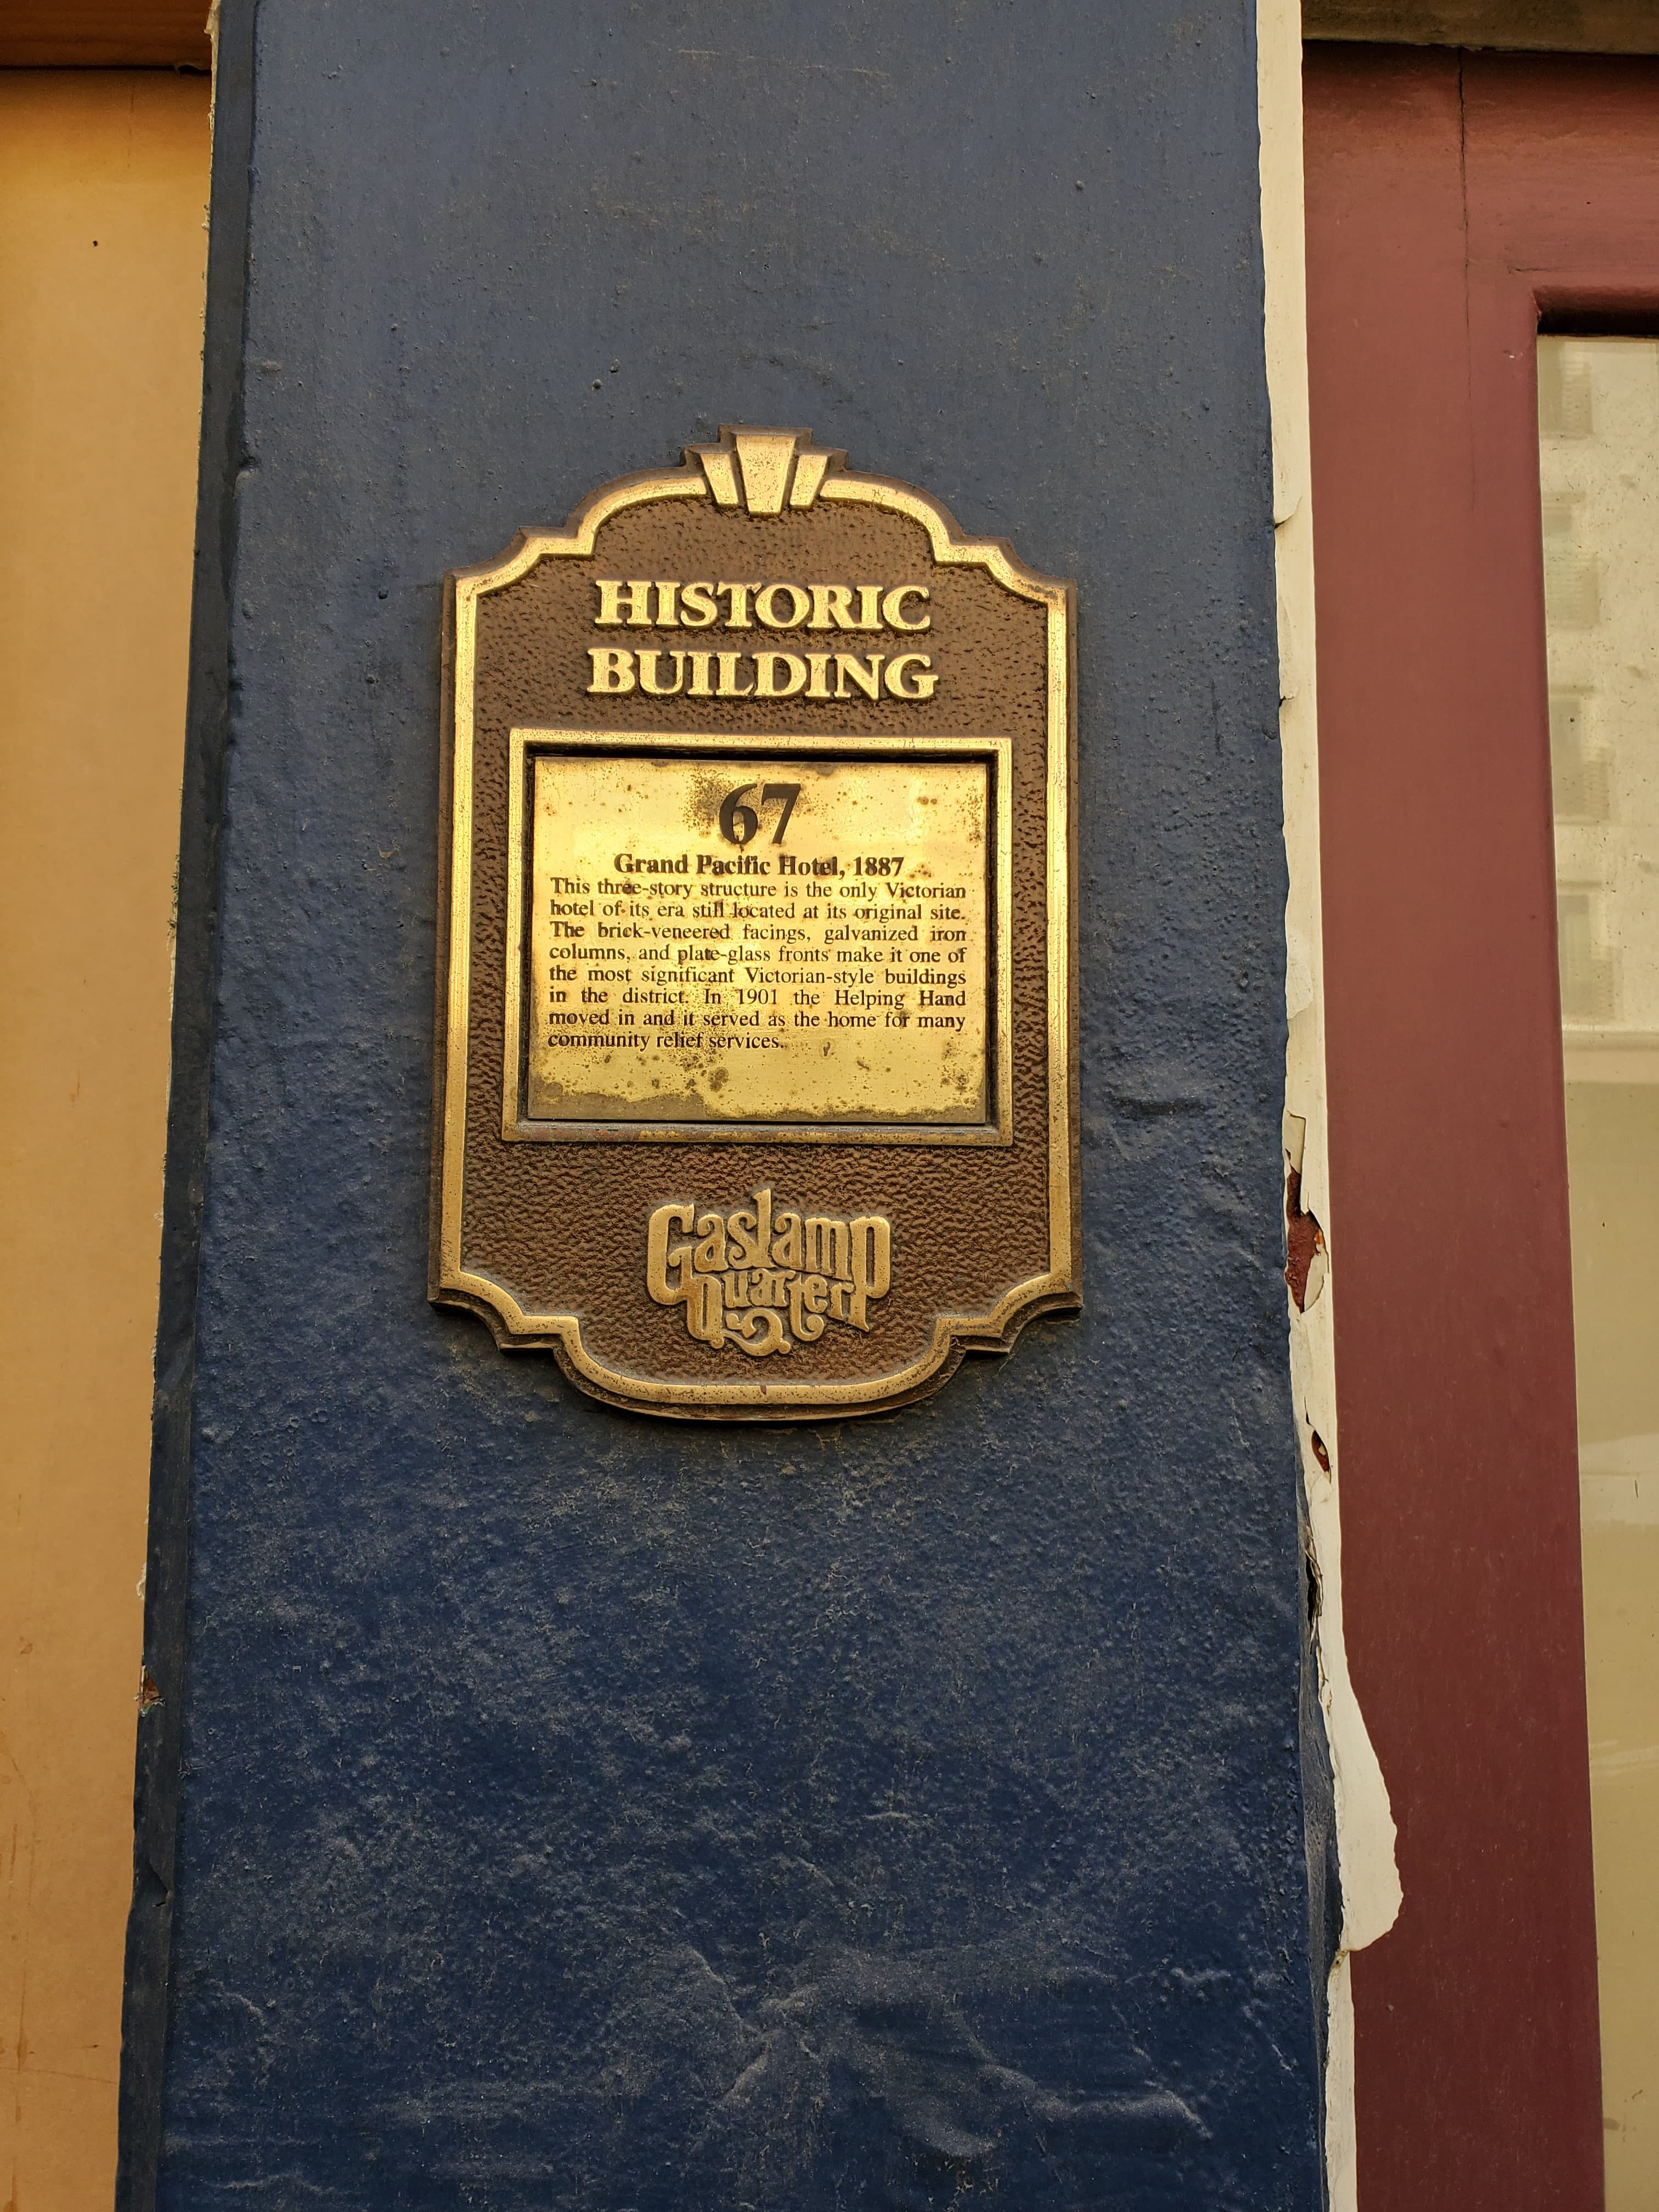 HISTORIC
BUILDING
67
Grand Pacific Hotel, 1887
This three-story structure is the only Victorian
hotel of its era still located at its original site.
The brick-veneered facings, galvanized iron
columns, and plate-glass fronts make it one of
the most significant Victorian-style buildings
in the district. In 1901 the Helping Hand
moved in and it served as the home for many
community relief services.
Gaslamp
Quarter